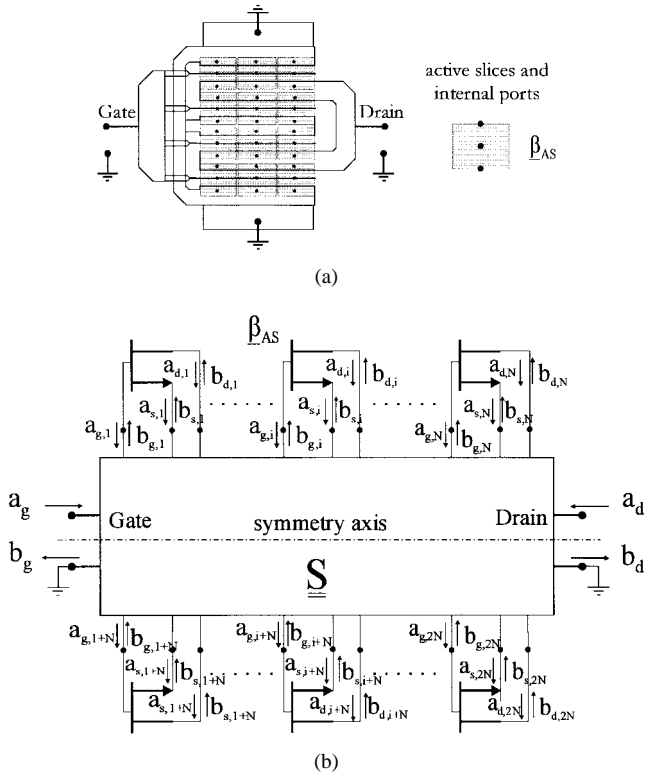 Gate
Drain
active slices and
internal ports
β_AS
(a)
β_AS
a_d,1 b_d,1
a_s,1 b_s,1
a_g,1 b_g,1
a_d,i b_d,i
a_s,i b_s,i
a_g,i b_g,i
a_d,N b_d,N
a_s,N b_s,N
a_g,N b_g,N
a_g
Gate
symmetry axis
Drain
a_d
b_g
S
b_d
a_g,1+N b_g,1+N
a_s,1+N b_s,1+N
a_s,1+N b_s,1+N
a_g,i+N b_g,i+N
a_s,i+N b_s,i+N
a_d,i+N b_d,i+N
a_g,2N b_g,2N
a_s,2N b_s,2N
a_d,2N b_d,2N
(b)